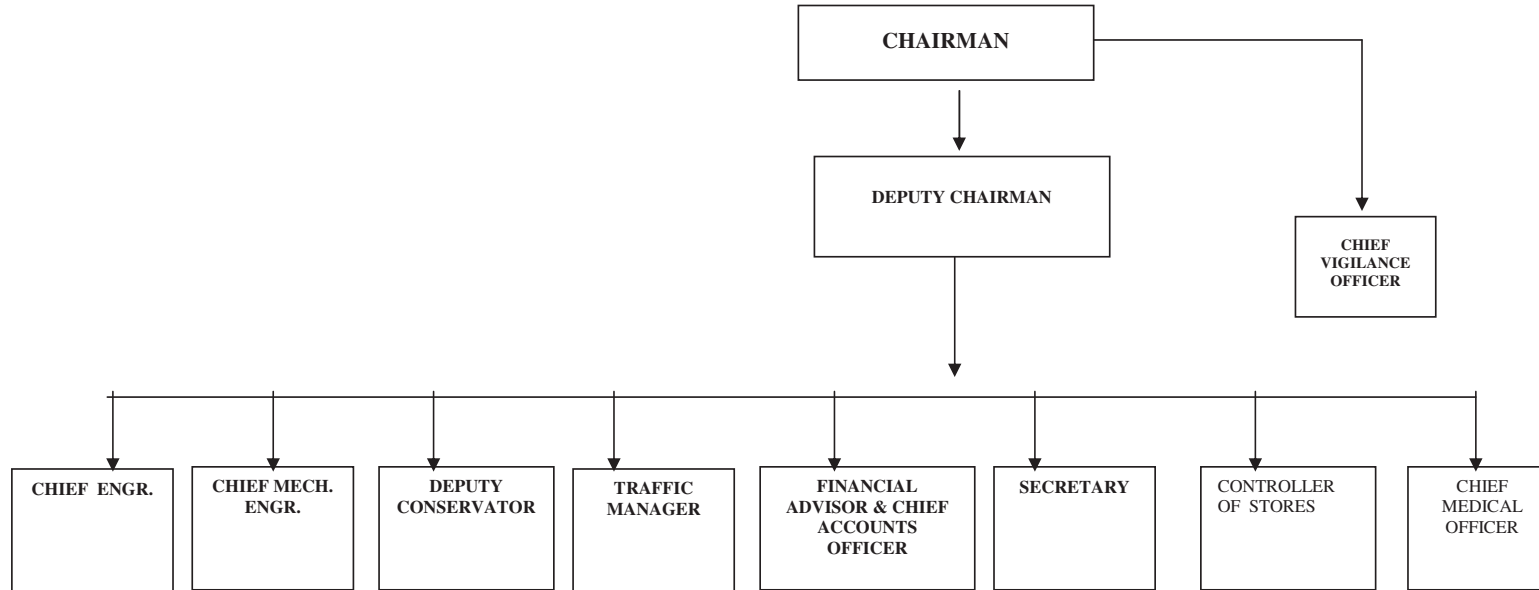 CHAIRMAN
DEPUTY CHAIRMAN
CHIEF
VIGILANCE
OFFICER
CHIEF ENGR.
CHIEF MECH.
ENGR.
DEPUTY
CONSERVATOR
TRAFFIC
MANAGER
FINANCIAL
ADVISOR & CHIEF
ACCOUNTS
OFFICER
SECRETARY
CONTROLLER
OF STORES
CHIEF
MEDICAL
OFFICER